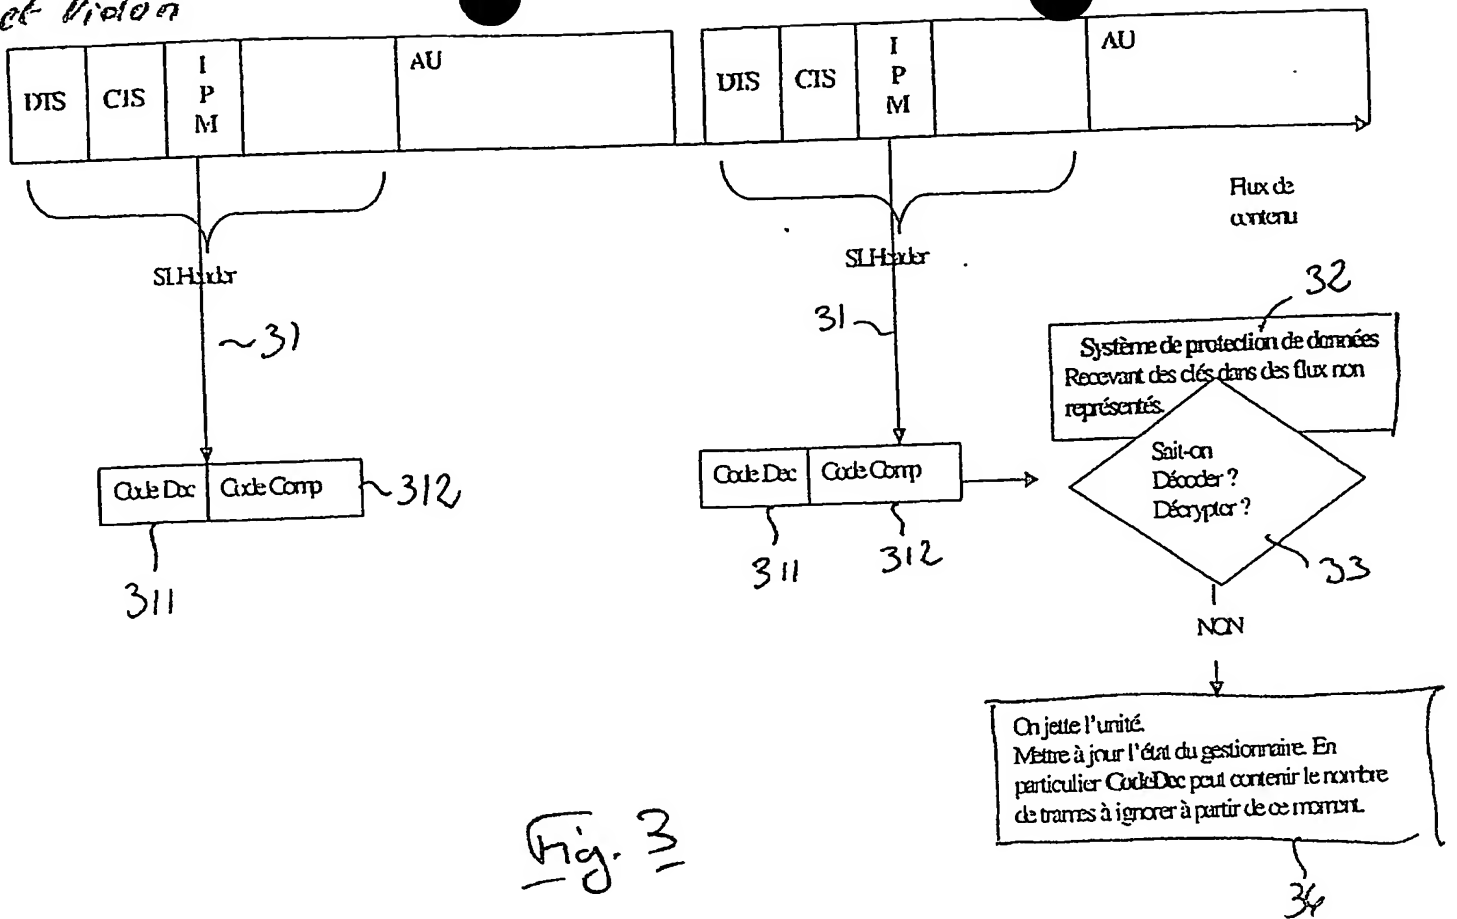 et Vidon
DTS CTS I P M AU
DTS CTS I P M AU
Flux de
contenu
SLHeader
SLHeader
31
31
32
Système de protection de données
Recevant des clés dans des flux non
représentés.
Sait-on
Décoder ?
Décrypter ?
33
Code Dec Code Comp
312
311
Code Dec Code Comp
311
312
NON
On jette l'unité.
Mettre à jour l'état du gestionnaire. En
particulier CodeDec peut contenir le nombre
de trames à ignorer à partir de ce moment.
34
Fig. 3